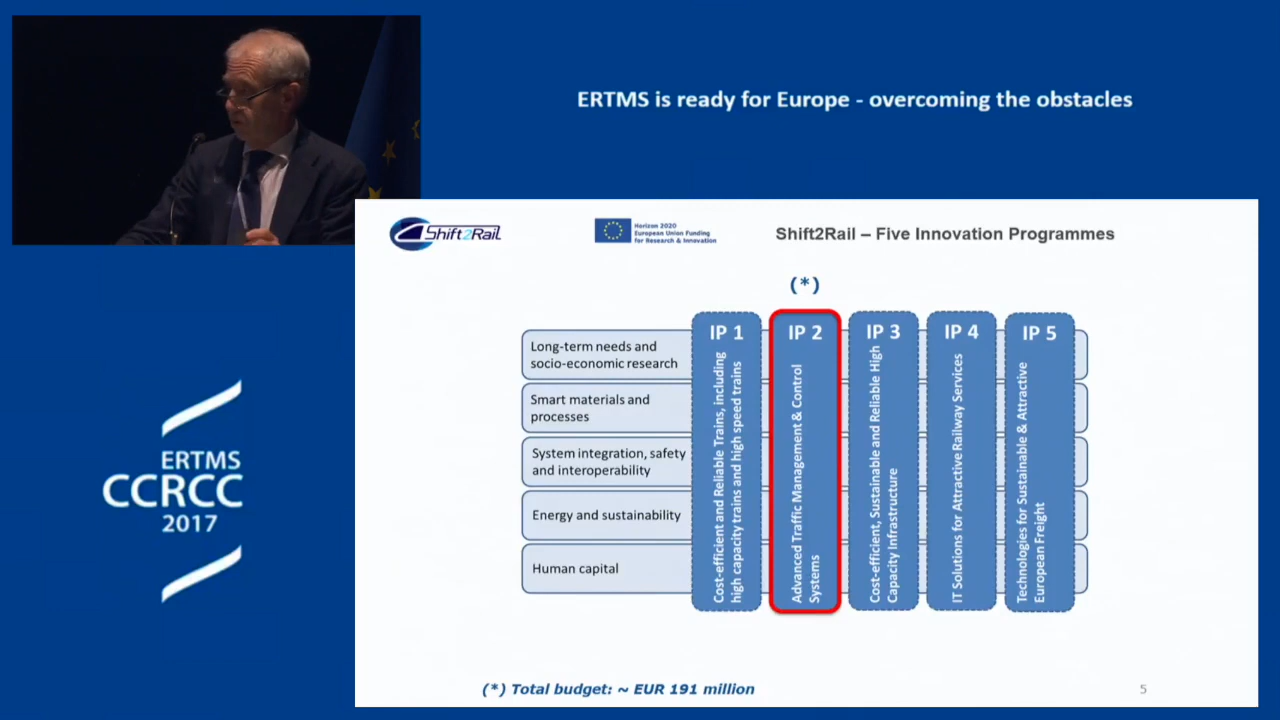 ERTMS is ready for Europe - overcoming the obstacles
Shift2Rail
Horizon 2020
European Union Funding
for Research & Innovation
Shift2Rail – Five Innovation Programmes
(*)
Long-term needs and
socio-economic research
Smart materials and
processes
System integration, safety
and interoperability
Energy and sustainability
Human capital
IP 1
Cost-efficient and Reliable Trains, including
high capacity trains and high speed trains
IP 2
Advanced Traffic Management & Control
Systems
IP 3
Cost-efficient, Sustainable and Reliable High
Capacity Infrastructure
IP 4
IT Solutions for Attractive Railway Services
IP 5
Technologies for Sustainable & Attractive
European Freight
(*) Total budget: ~ EUR 191 million
5
ERTMS
CCRCC
2017